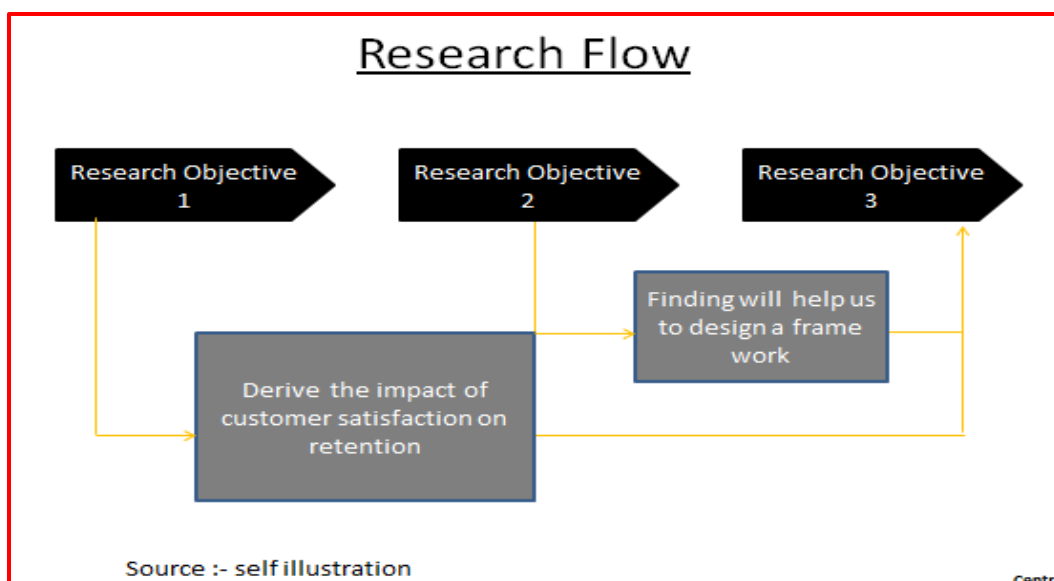 Research Flow
Research Objective
1
Research Objective
2
Research Objective
3
Finding will help us
to design a frame
work
Derive the impact of
customer satisfaction on
retention
Source :- self illustration